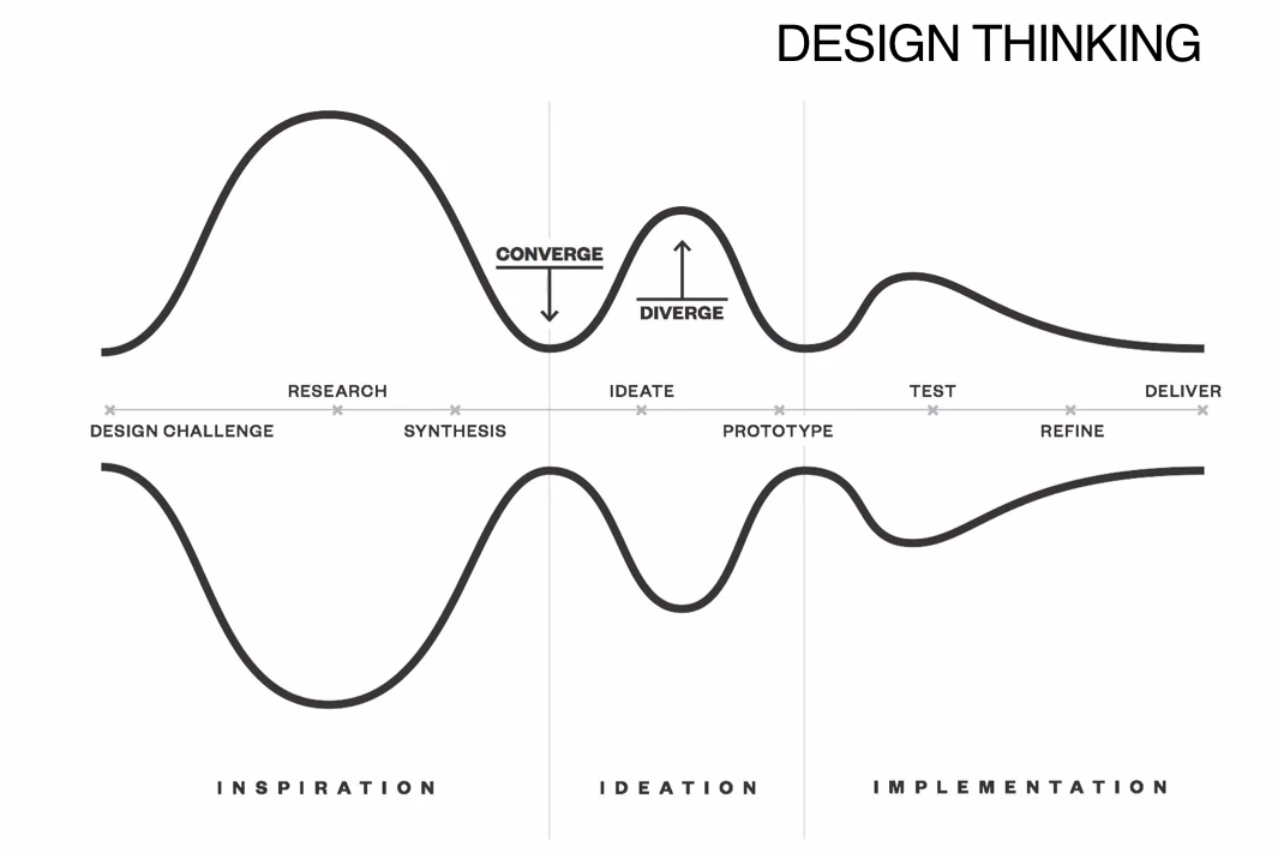 DESIGN THINKING
CONVERGE
DIVERGE
RESEARCH
IDEATE
TEST
DELIVER
DESIGN CHALLENGE
SYNTHESIS
PROTOTYPE
REFINE
INSPIRATION
IDEATION
IMPLEMENTATION